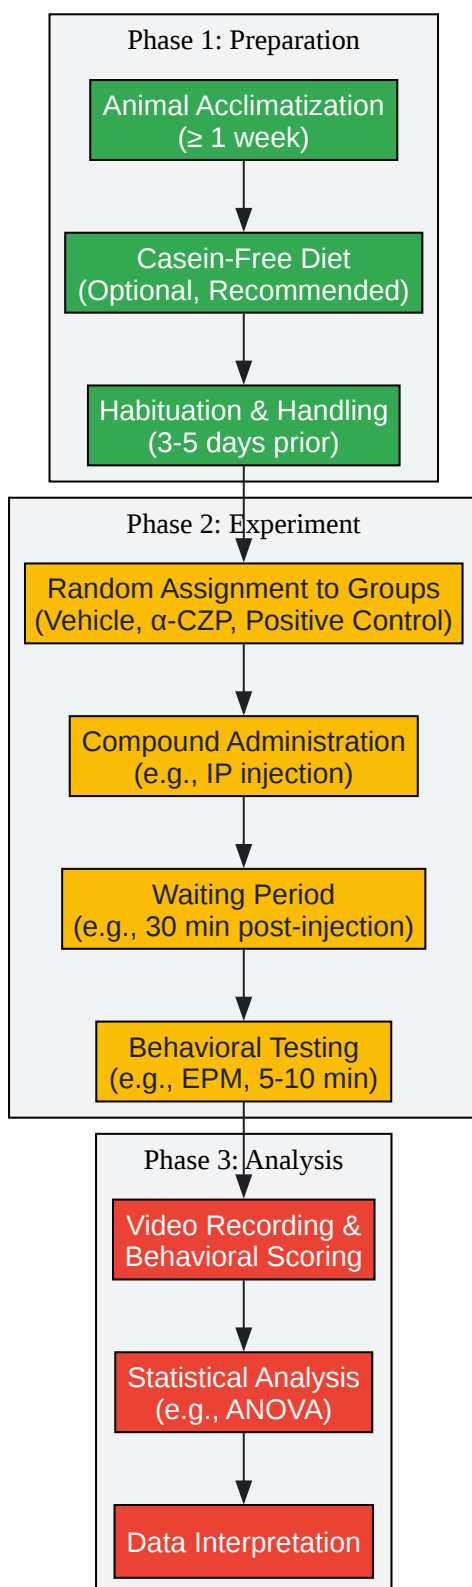 Phase 1: Preparation
Animal Acclimatization
(≥ 1 week)
Casein-Free Diet
(Optional, Recommended)
Habituation & Handling
(3-5 days prior)
Phase 2: Experiment
Random Assignment to Groups
(Vehicle, α-CZP, Positive Control)
Compound Administration
(e.g., IP injection)
Waiting Period
(e.g., 30 min post-injection)
Behavioral Testing
(e.g., EPM, 5-10 min)
Phase 3: Analysis
Video Recording &
Behavioral Scoring
Statistical Analysis
(e.g., ANOVA)
Data Interpretation